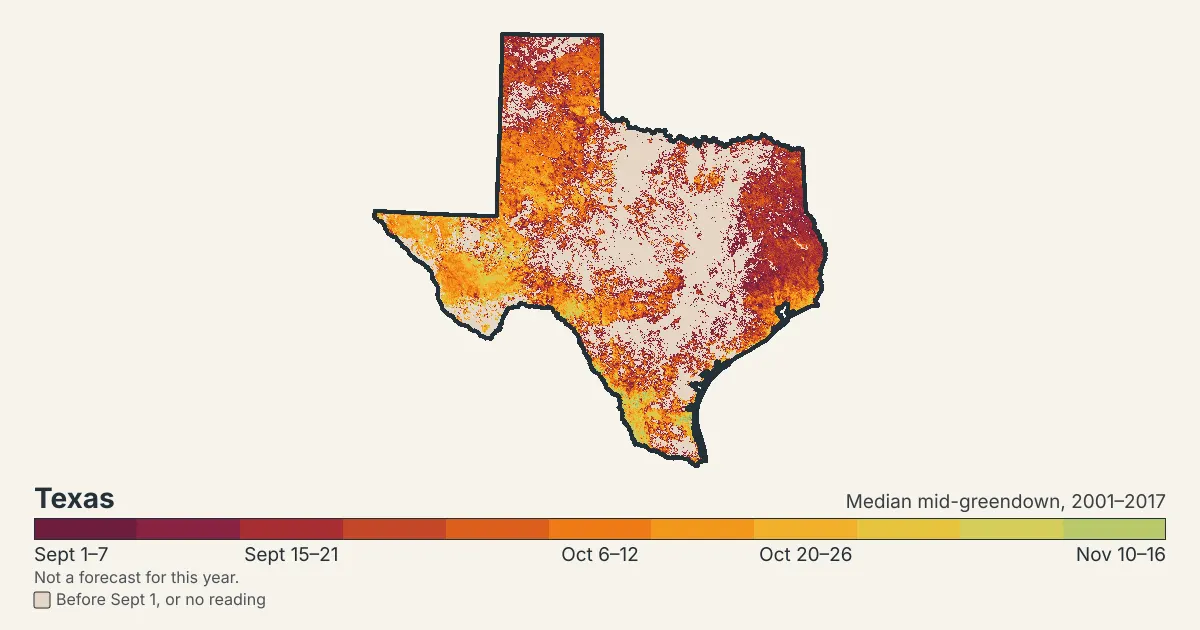 Texas
Median mid-greendown, 2001–2017
Sept 1–7
Sept 15–21
Oct 6–12
Oct 20–26
Nov 10–16
Not a forecast for this year.
Before Sept 1, or no reading